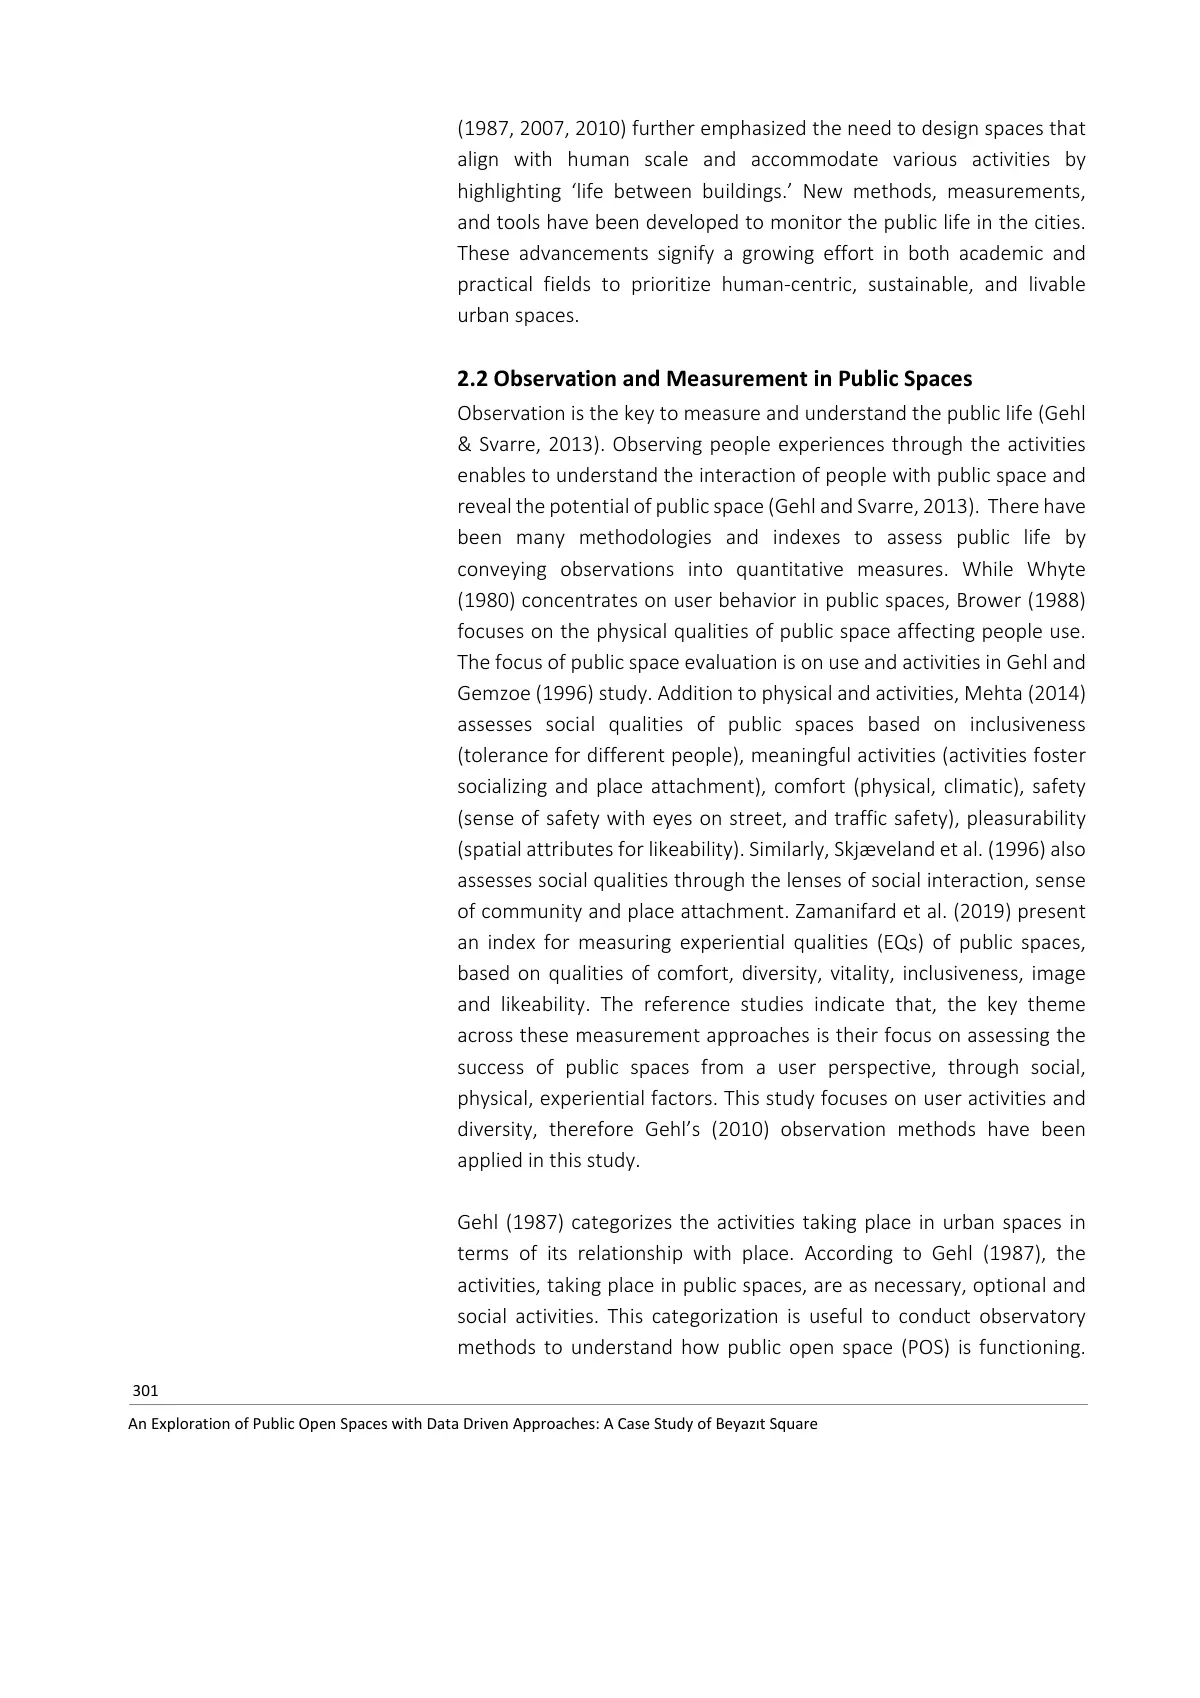 (1987, 2007, 2010) further emphasized the need to design spaces that
align with human scale and accommodate various activities by
highlighting ‘life between buildings.’ New methods, measurements,
and tools have been developed to monitor the public life in the cities.
These advancements signify a growing effort in both academic and
practical fields to prioritize human-centric, sustainable, and livable
urban spaces.
2.2 Observation and Measurement in Public Spaces
Observation is the key to measure and understand the public life (Gehl
& Svarre, 2013). Observing people experiences through the activities
enables to understand the interaction of people with public space and
reveal the potential of public space (Gehl and Svarre, 2013). There have
been many methodologies and indexes to assess public life by
conveying observations into quantitative measures. While Whyte
(1980) concentrates on user behavior in public spaces, Brower (1988)
focuses on the physical qualities of public space affecting people use.
The focus of public space evaluation is on use and activities in Gehl and
Gemzoe (1996) study. Addition to physical and activities, Mehta (2014)
assesses social qualities of public spaces based on inclusiveness
(tolerance for different people), meaningful activities (activities foster
socializing and place attachment), comfort (physical, climatic), safety
(sense of safety with eyes on street, and traffic safety), pleasurability
(spatial attributes for likeability). Similarly, Skjæveland et al. (1996) also
assesses social qualities through the lenses of social interaction, sense
of community and place attachment. Zamanifard et al. (2019) present
an index for measuring experiential qualities (EQs) of public spaces,
based on qualities of comfort, diversity, vitality, inclusiveness, image
and likeability. The reference studies indicate that, the key theme
across these measurement approaches is their focus on assessing the
success of public spaces from a user perspective, through social,
physical, experiential factors. This study focuses on user activities and
diversity, therefore Gehl’s (2010) observation methods have been
applied in this study.
Gehl (1987) categorizes the activities taking place in urban spaces in
terms of its relationship with place. According to Gehl (1987), the
activities, taking place in public spaces, are as necessary, optional and
social activities. This categorization is useful to conduct observatory
methods to understand how public open space (POS) is functioning.
301
An Exploration of Public Open Spaces with Data Driven Approaches: A Case Study of Beyazıt Square